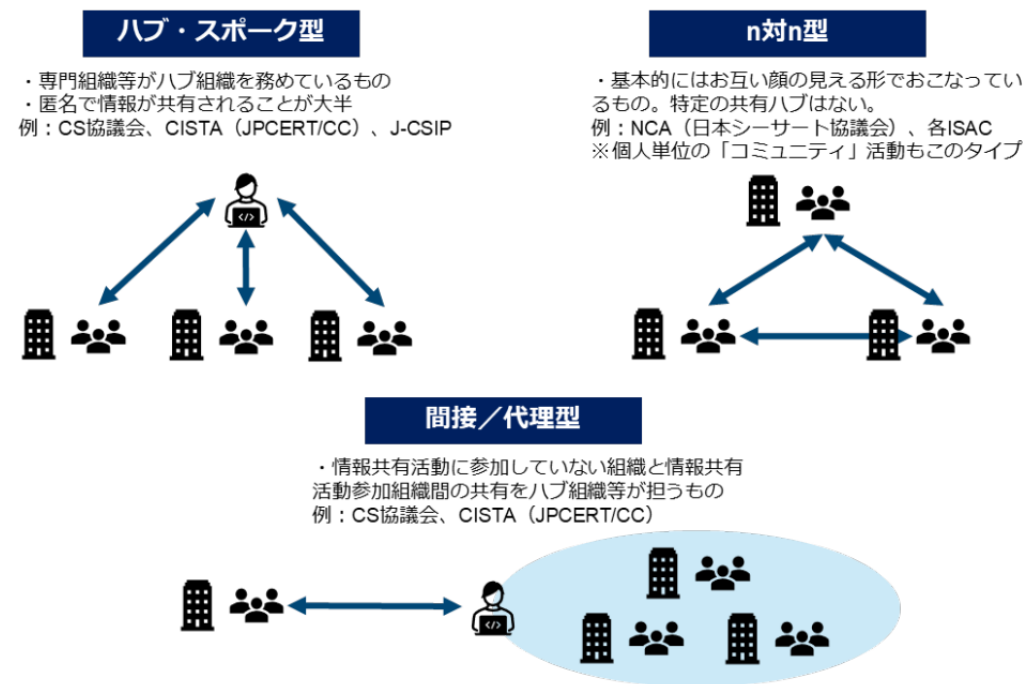 ハブ・スポーク型
・専門組織等がハブ組織を務めているもの
・匿名で情報が共有されることが大半
例：CS協議会、CISTA（JPCERT/CC）、J-CSIP
n対n型
・基本的にはお互い顔の見える形でおこなってい
るもの。特定の共有ハブはない。
例：NCA（日本シーサート協議会）、各ISAC
※個人単位の「コミュニティ」活動もこのタイプ
</>
間接／代理型
・情報共有活動に参加していない組織と情報共有
活動参加組織間の共有をハブ組織等が担うもの
例：CS協議会、CISTA（JPCERT/CC）
</>